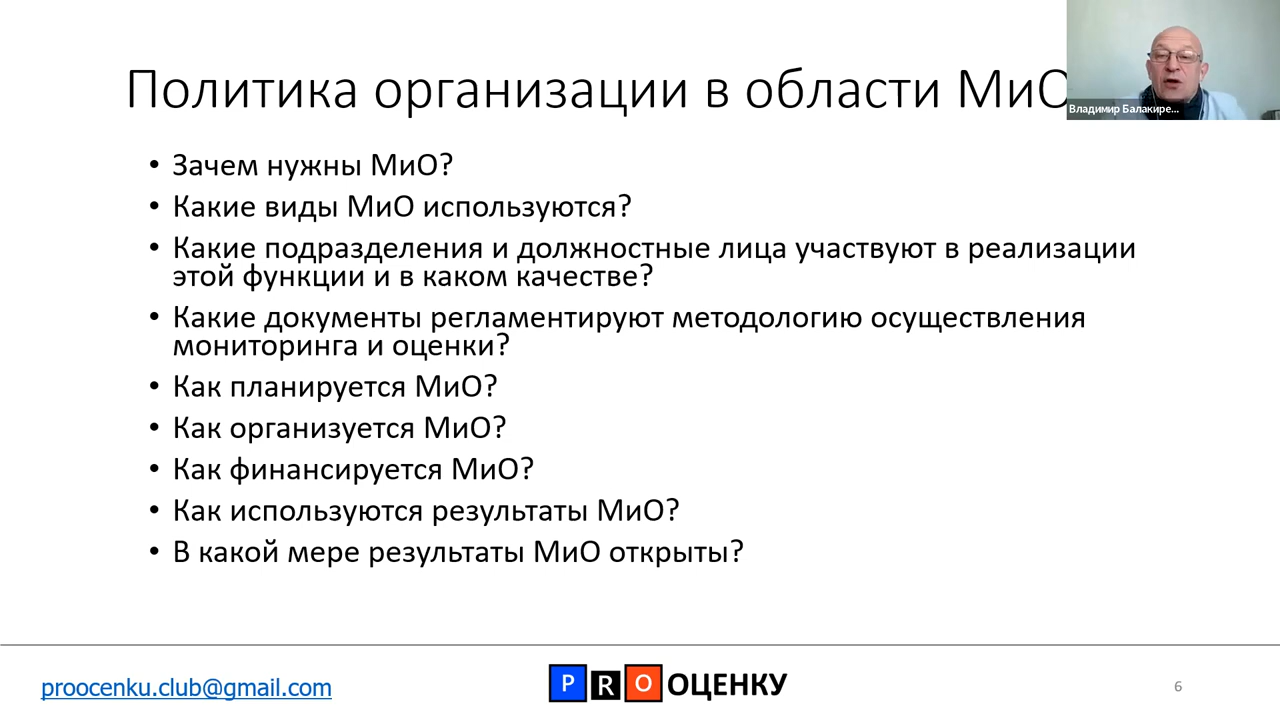 Политика организации в области МиО
Владимир Балакире...
• Зачем нужны МиО?
• Какие виды МиО используются?
• Какие подразделения и должностные лица участвуют в реализации
этой функции и в каком качестве?
• Какие документы регламентируют методологию осуществления
мониторинга и оценки?
• Как планируется МиО?
• Как организуется МиО?
• Как финансируется МиО?
• Как используются результаты МиО?
• В какой мере результаты МиО открыты?
proocenku.club@gmail.com
PRO ОЦЕНКУ
6